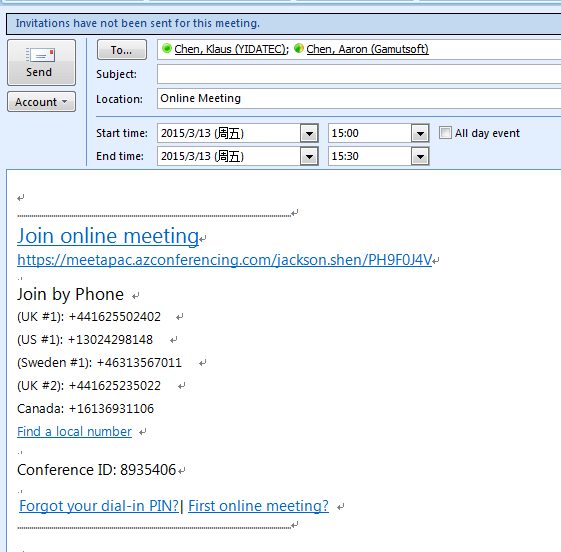 Invitations have not been sent for this meeting.
Send
To...
Chen, Klaus (YIDATEC); Chen, Aaron (Gamutsoft)
Subject:
Account
Location: Online Meeting
Start time: 2015/3/13 (周五) 15:00 All day event
End time: 2015/3/13 (周五) 15:30
Join online meeting
https://meetapac.azconferencing.com/jackson.shen/PH9F0J4V
Join by Phone
(UK #1): +441625502402
(US #1): +13024298148
(Sweden #1): +46313567011
(UK #2): +441625235022
Canada: +16136931106
Find a local number
Conference ID: 8935406
Forgot your dial-in PIN?| First online meeting?